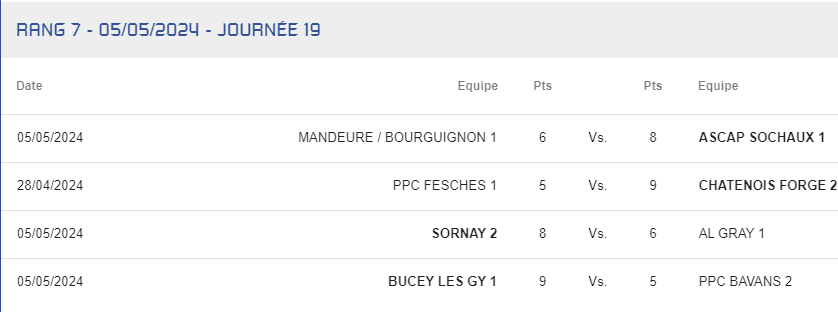 RANG 7 - 05/05/2024 - JOURNÉE 19
Date Equipe Pts Pts Equipe
05/05/2024 MANDEURE / BOURGUIGNON 1 6 Vs. 8 ASCAP SOCHAUX 1
28/04/2024 PPC FESCHES 1 5 Vs. 9 CHATENOIS FORGE 2
05/05/2024 SORNAY 2 8 Vs. 6 AL GRAY 1
05/05/2024 BUCEY LES GY 1 9 Vs. 5 PPC BAVANS 2